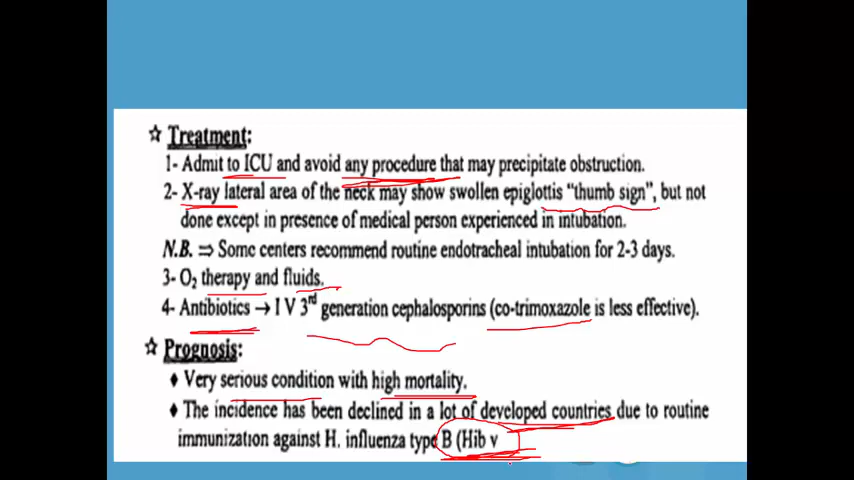 ☆ Treatment:
1- Admit to ICU and avoid any procedure that may precipitate obstruction.
2- X-ray lateral area of the neck may show swollen epiglottis “thumb sign”, but not
done except in presence of medical person experienced in intubation.
N.B. ⇒ Some centers recommend routine endotracheal intubation for 2-3 days.
3- O₂ therapy and fluids.
4- Antibiotics → I V 3rd generation cephalosporins (co-trimoxazole is less effective).
☆ Prognosis:
♦ Very serious condition with high mortality.
♦ The incidence has been declined in a lot of developed countries due to routine
immunization against H. influenza type B (Hib v